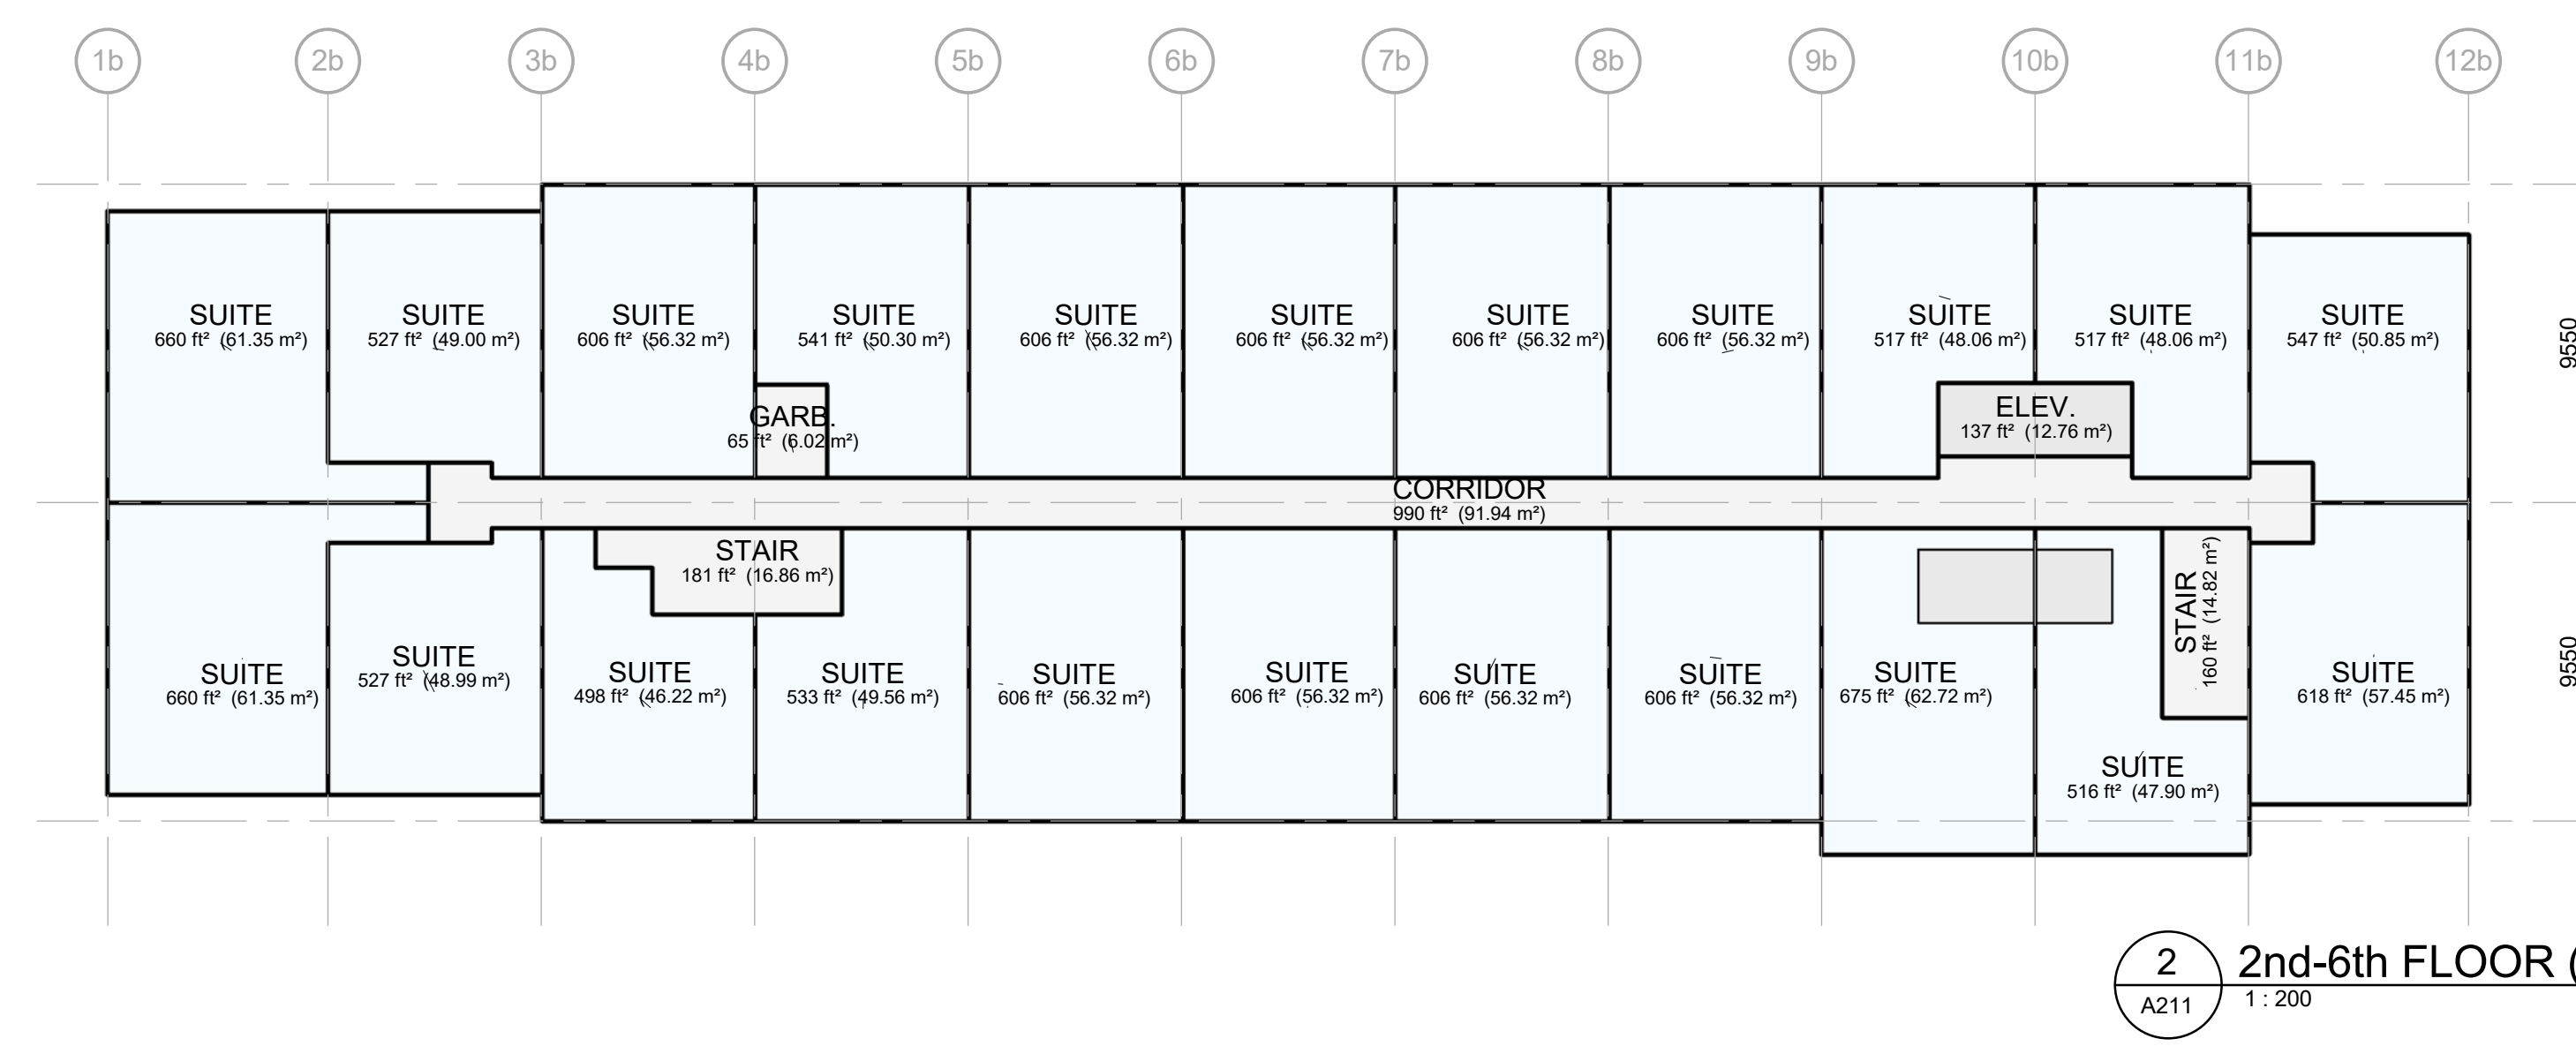 1b 2b 3b 4b 5b 6b 7b 8b 9b 10b 11b 12b
SUITE
660 ft² (61.35 m²)
SUITE
527 ft² (49.00 m²)
SUITE
606 ft² (56.32 m²)
SUITE
541 ft² (50.30 m²)
SUITE
606 ft² (56.32 m²)
SUITE
606 ft² (56.32 m²)
SUITE
606 ft² (56.32 m²)
SUITE
606 ft² (56.32 m²)
SUITE
517 ft² (48.06 m²)
SUITE
517 ft² (48.06 m²)
SUITE
547 ft² (50.85 m²)
9550
GARB.
65 ft² (6.02 m²)
ELEV.
137 ft² (12.76 m²)
CORRIDOR
990 ft² (91.94 m²)
STAIR
181 ft² (16.86 m²)
STAIR
160 ft² (14.82 m²)
SUITE
660 ft² (61.35 m²)
SUITE
527 ft² (48.99 m²)
SUITE
498 ft² (46.22 m²)
SUITE
533 ft² (49.56 m²)
SUITE
606 ft² (56.32 m²)
SUITE
606 ft² (56.32 m²)
SUITE
606 ft² (56.32 m²)
SUITE
606 ft² (56.32 m²)
SUITE
675 ft² (62.72 m²)
SUITE
516 ft² (47.90 m²)
SUITE
618 ft² (57.45 m²)
9550
2
A211
2nd-6th FLOOR (
1 : 200